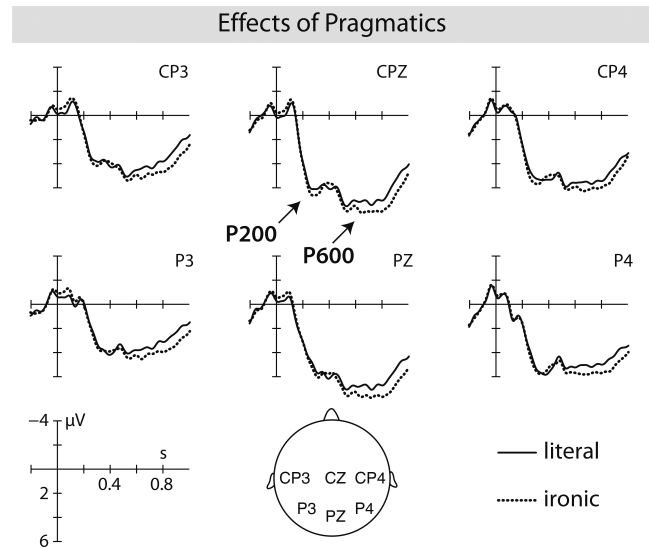 Effects of Pragmatics
CP3 CPZ CP4
P200
P600
P3 PZ P4
−4 μV
s
0.4 0.8
2
6
CP3 CZ CP4
P3 PZ P4
literal
ironic